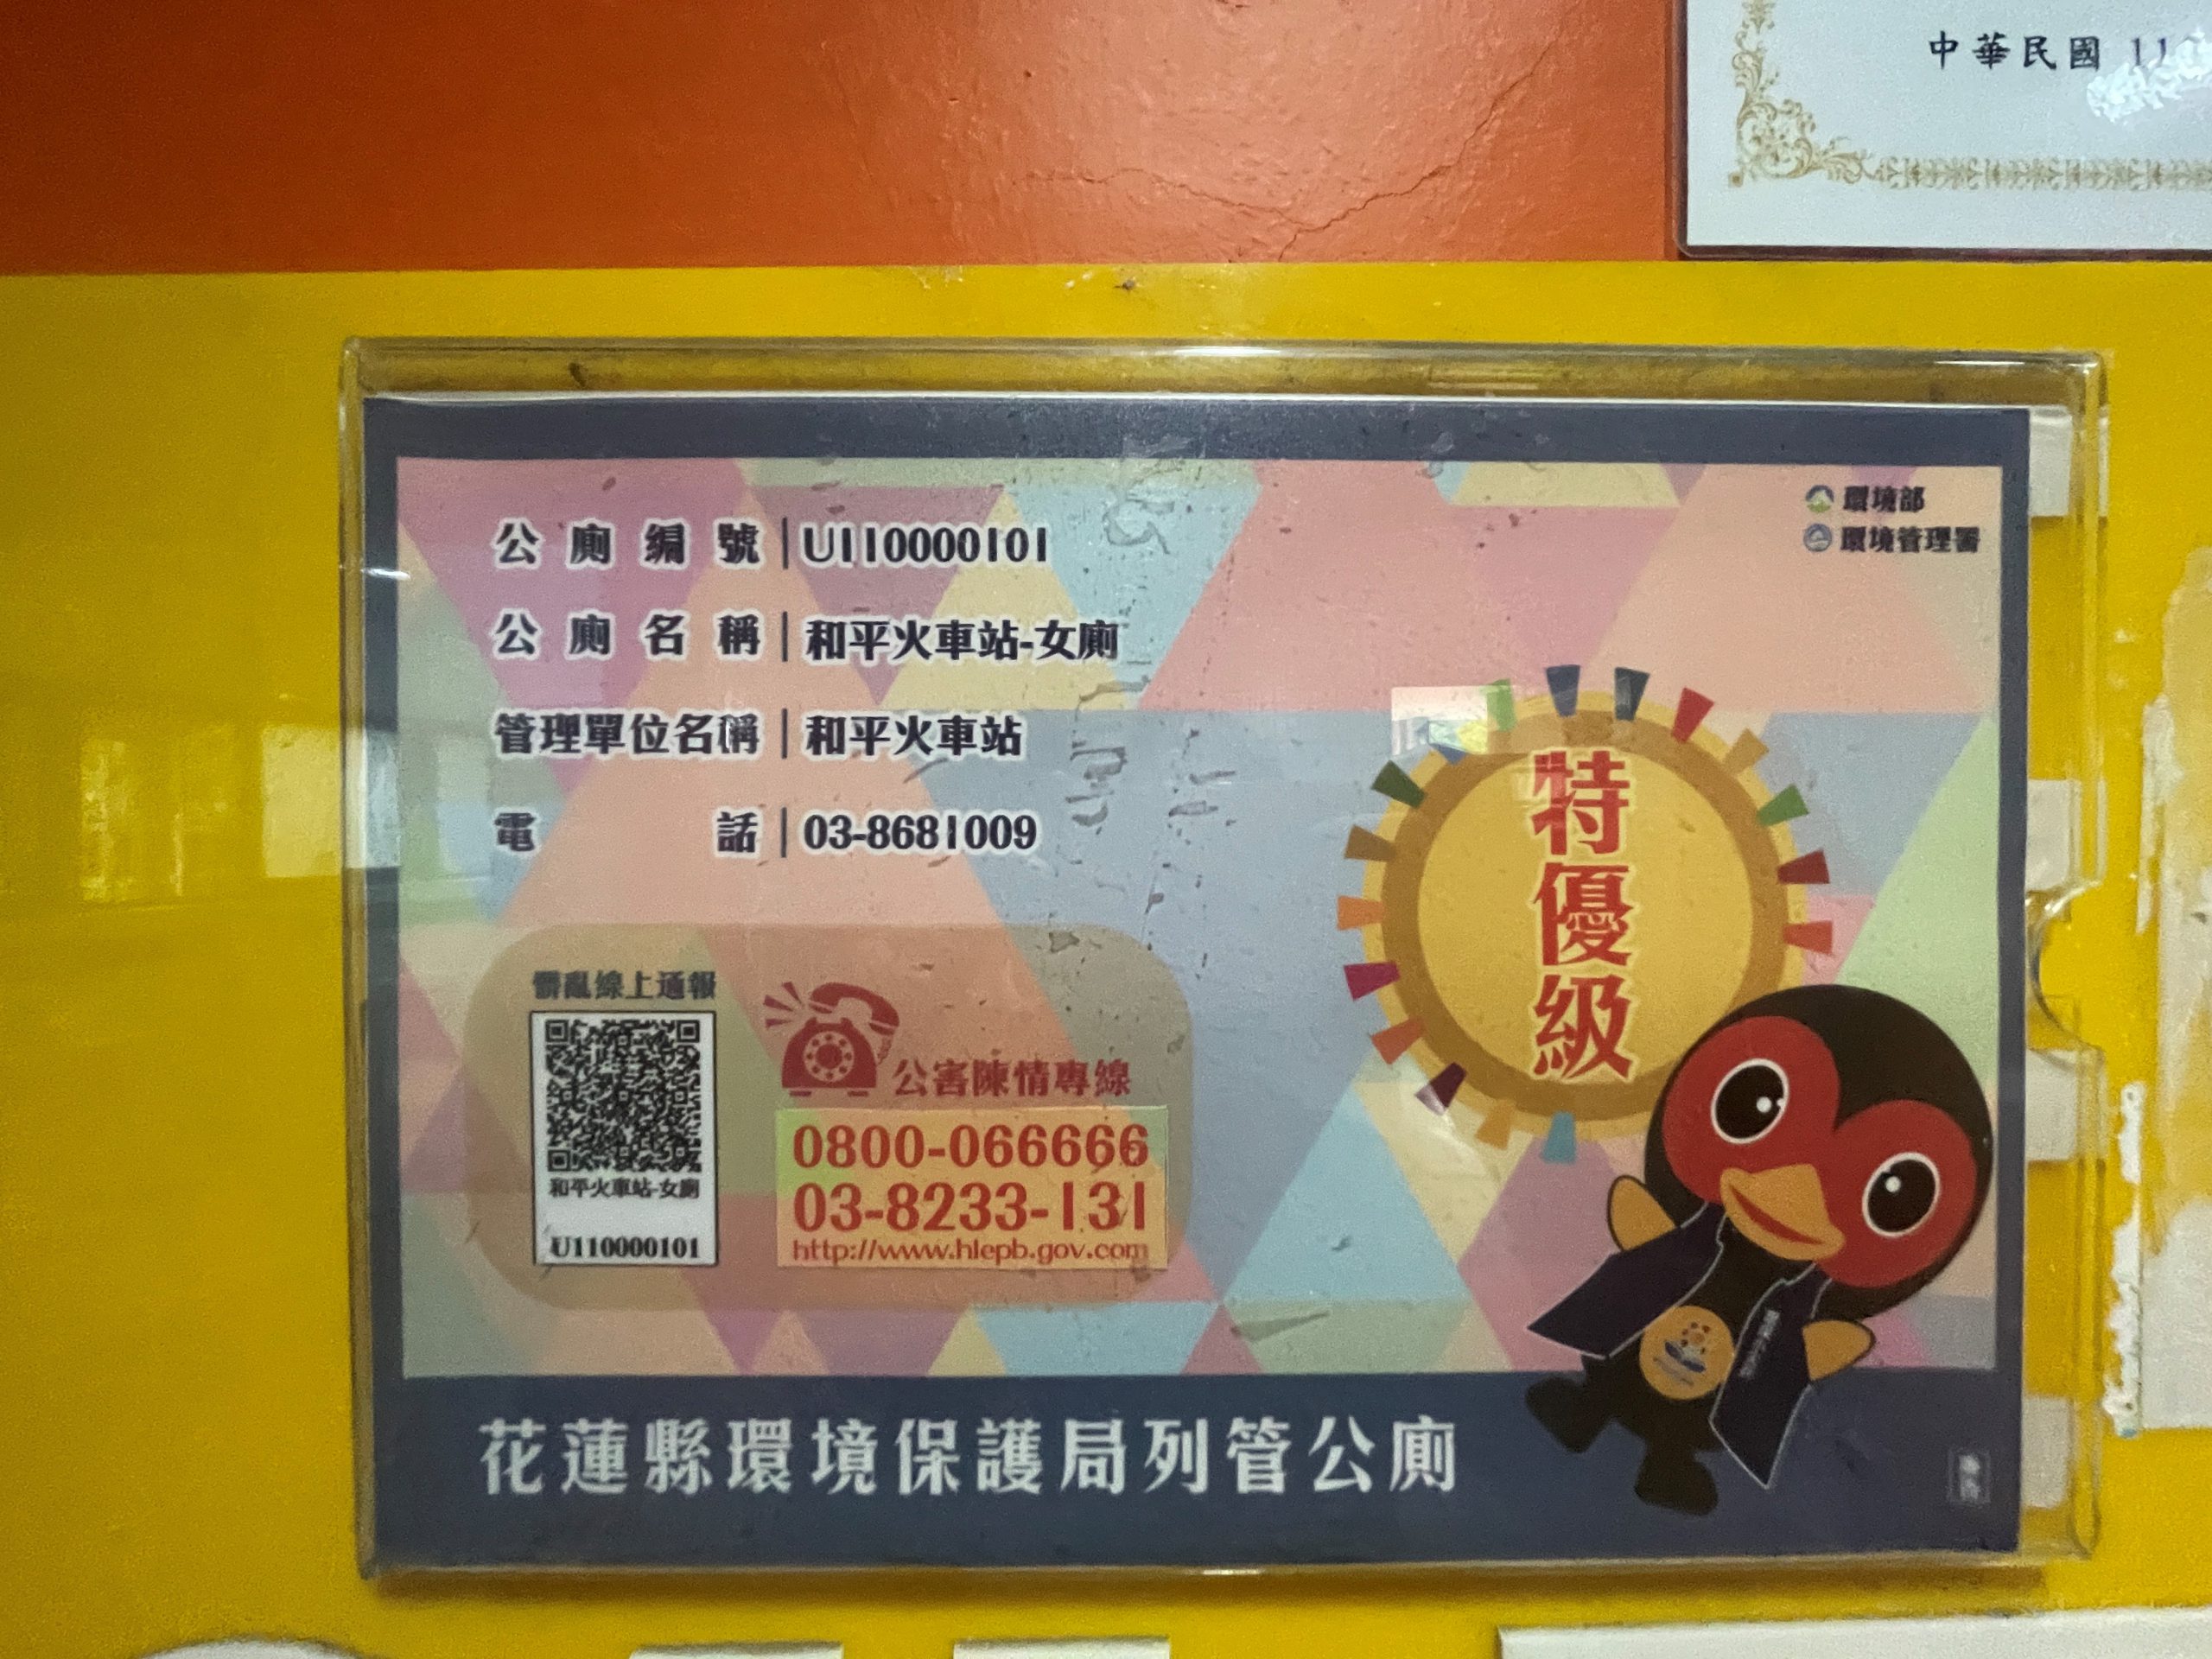 中華民國 11
環境部
環境管理署
公廁編號|U110000101
公廁名稱|和平火車站-女廁
管理單位名稱|和平火車站
電話|03-8681009
特優級
髒亂線上通報
和平火車站-女廁
U110000101
公害陳情專線
0800-066666
03-8233-131
http://www.hlepb.gov.com
花蓮縣環境保護局列管公廁